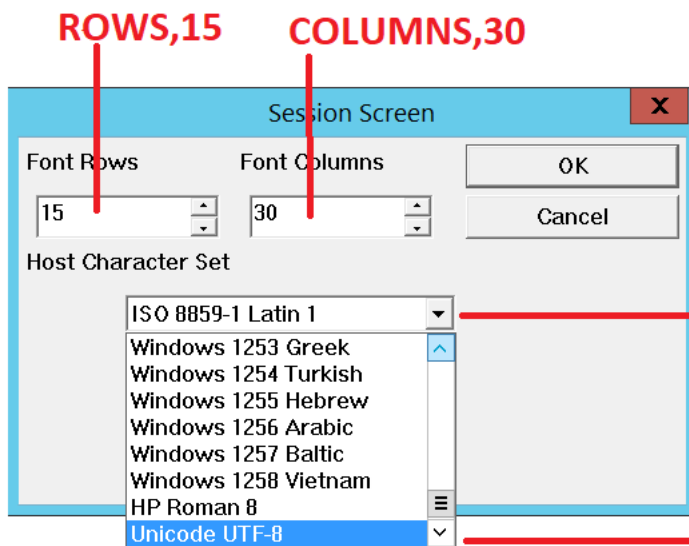 ROWS,15 COLUMNS,30
Session Screen X
Font Rows Font Columns OK
15 30 Cancel
Host Character Set
ISO 8859-1 Latin 1
Windows 1253 Greek
Windows 1254 Turkish
Windows 1255 Hebrew
Windows 1256 Arabic
Windows 1257 Baltic
Windows 1258 Vietnam
HP Roman 8
Unicode UTF-8